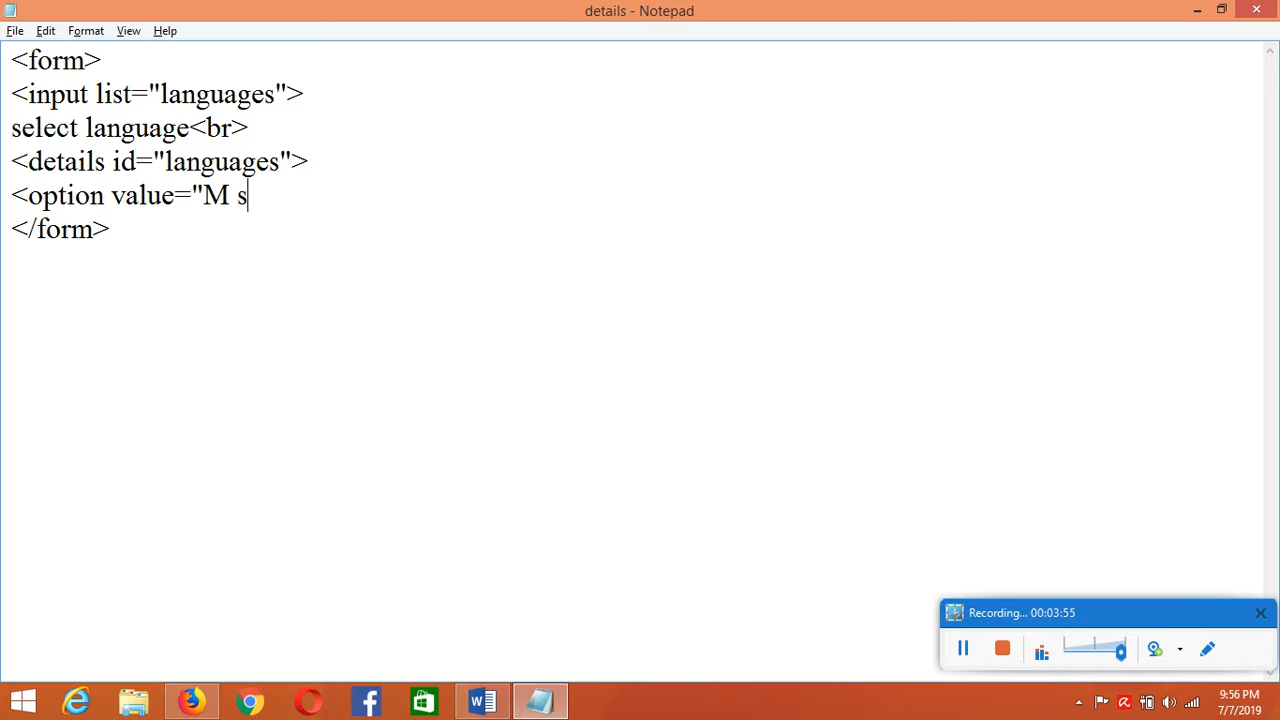 details - Notepad
File Edit Format View Help
<form>
<input list="languages">
select language<br>
<details id="languages">
<option value="M s
</form>
Recording... 00:03:55
9:56 PM
7/7/2019